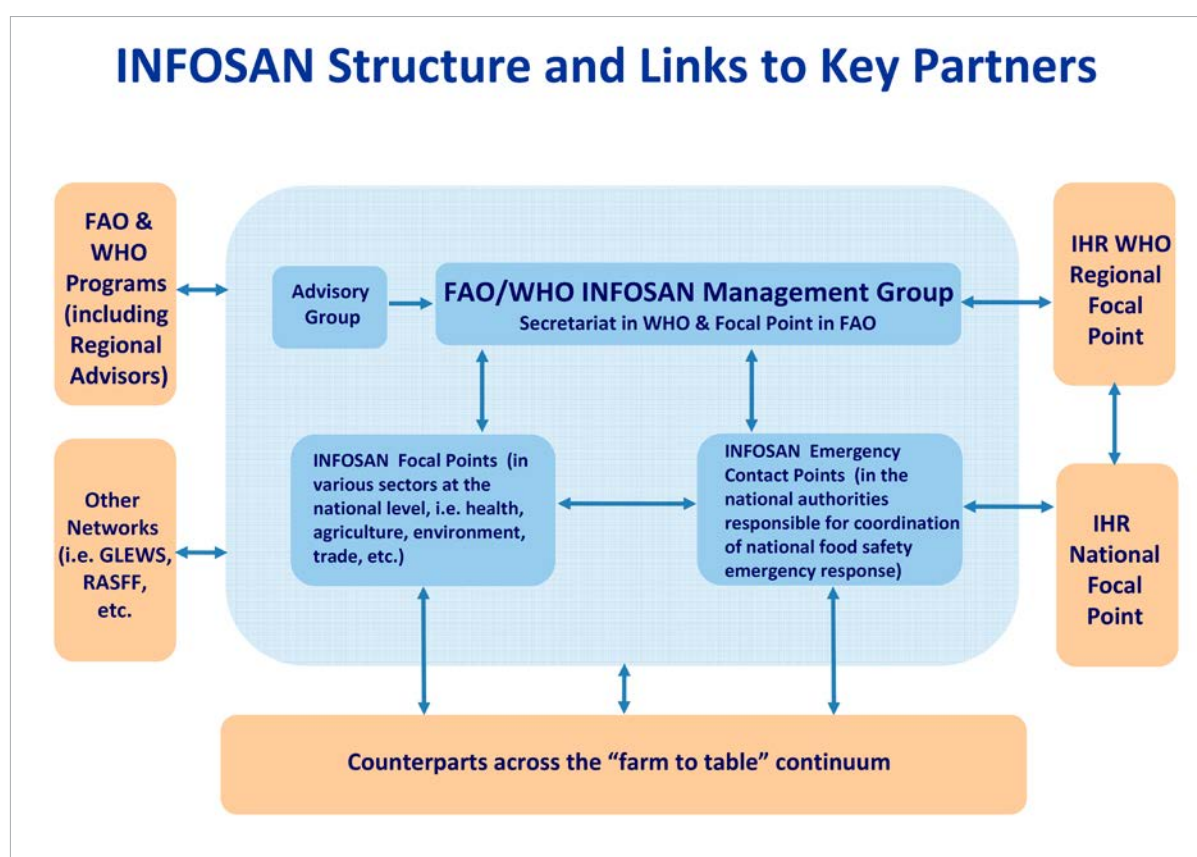 INFOSAN Structure and Links to Key Partners
FAO &
WHO
Programs
(including
Regional
Advisors)
Advisory
Group
FAO/WHO INFOSAN Management Group
Secretariat in WHO & Focal Point in FAO
IHR WHO
Regional
Focal
Point
Other
Networks
(i.e. GLEWS,
RASFF,
etc.
INFOSAN Focal Points (in
various sectors at the
national level, i.e. health,
agriculture, environment,
trade, etc.)
INFOSAN Emergency
Contact Points (in the
national authorities
responsible for coordination
of national food safety
emergency response)
IHR
National
Focal
Point
Counterparts across the “farm to table” continuum